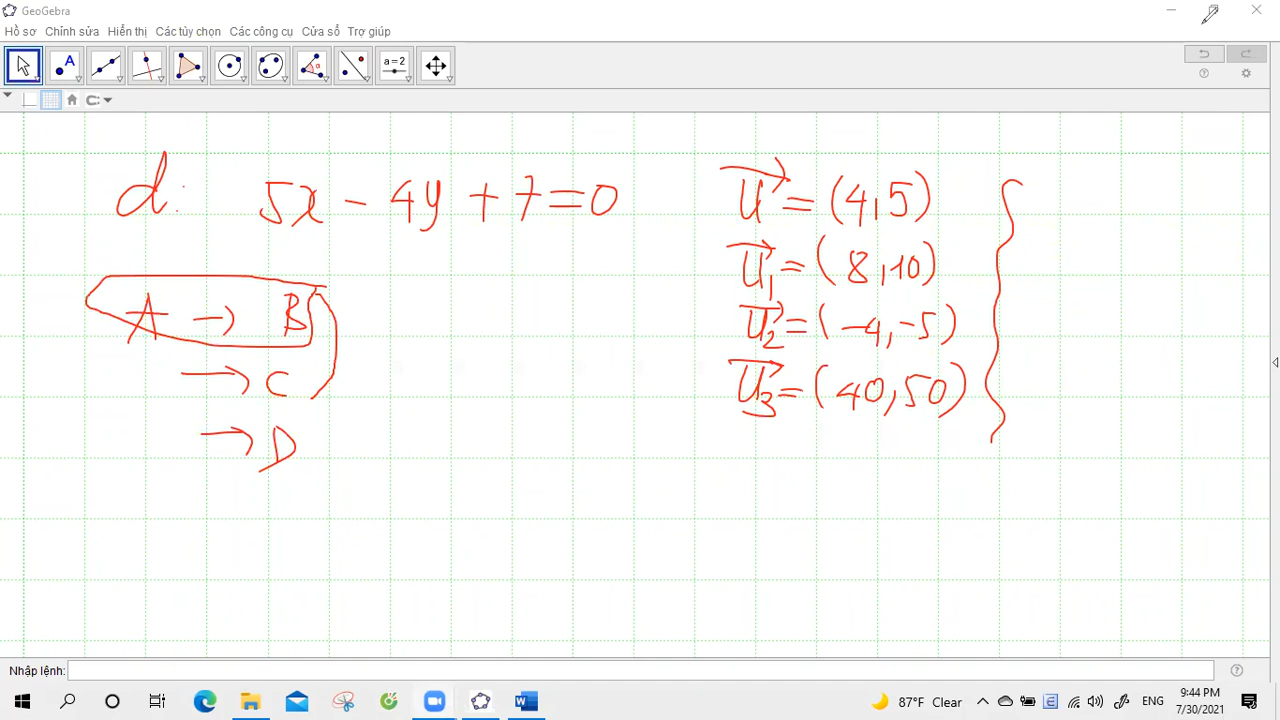 GeoGebra
Hồ sơ Chỉnh sửa Hiển thị Các tùy chọn Các công cụ Cửa sổ Trợ giúp
A
a=2
d: 5x - 4y + 7 = 0
A → B
→ C
→ D
u⃗ = (4,5)
u⃗₁ = (8,10)
u⃗₂ = (-4,-5)
u⃗₃ = (40,50)
Nhập lệnh:
87°F Clear
ENG
9:44 PM
7/30/2021